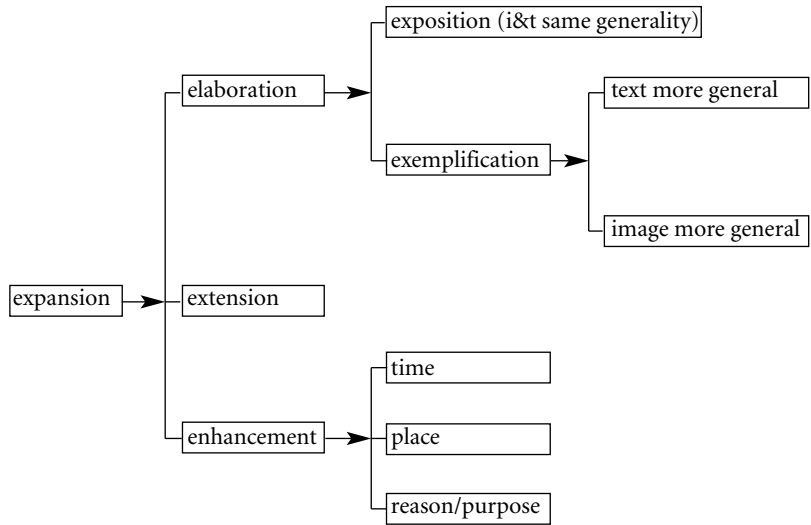 exposition (i&t same generality)
elaboration
text more general
exemplification
image more general
expansion
extension
time
enhancement
place
reason/purpose